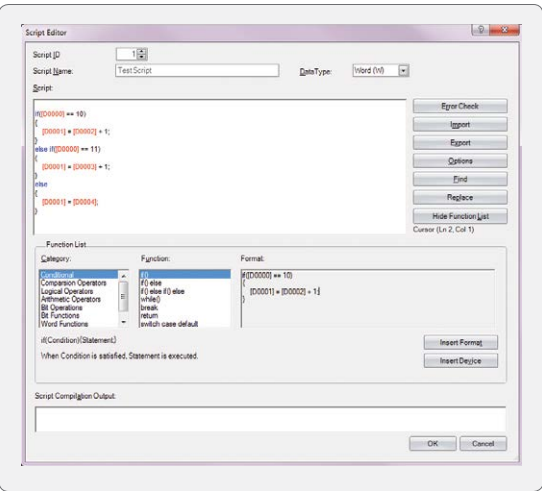 Script Editor
Script ID 1
Script Name: Test Script DataType: Word (W)
Script:
if([D0000] == 10)
{
[D0001] = [D0002] + 1;
}
else if([D0000] == 11)
{
[D0001] = [D0003] + 1;
}
else
{
[D0001] = [D0004];
}
Error Check
Import
Export
Options
Find
Replace
Hide Function List
Cursor (Ln 2, Col 1)
Function List
Category: Function: Format:
Conditional
Comparsion Operators
Logical Operators
Arithmetic Operators
Bit Operations
Bit Functions
Word Functions
if()
if() else
if() else if() else
while()
break
return
switch case default
if([D0000] == 10)
{
[D0001] = [D0002] + 1;
}
if(Condition){Statement;}
When Condition is satisfied, Statement is executed.
Insert Format
Insert Device
Script Compilation Output:
OK Cancel